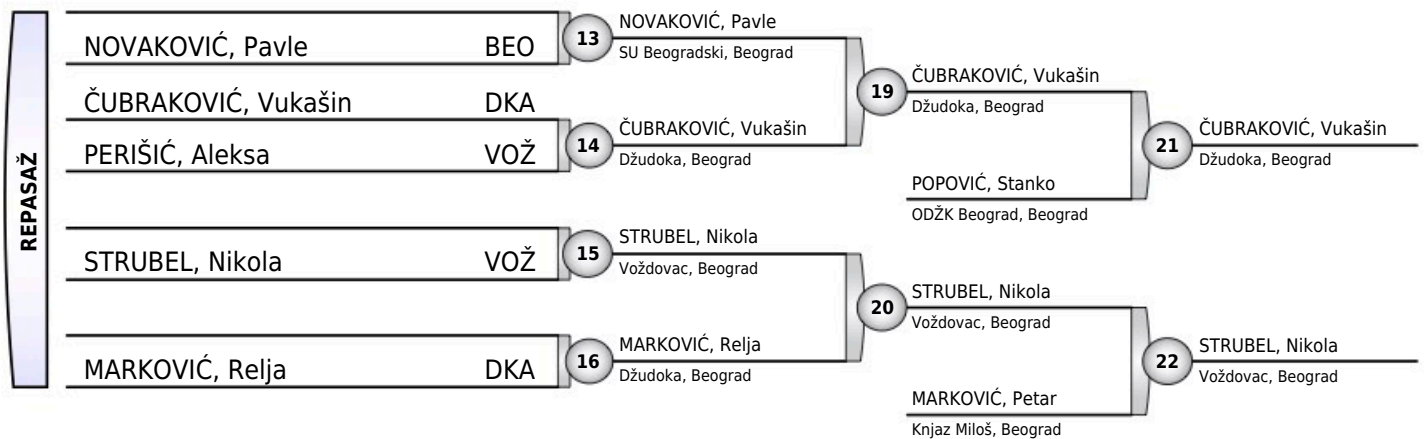 REPASAŽ
NOVAKOVIĆ, Pavle BEO
ČUBRAKOVIĆ, Vukašin DKA
PERIŠIĆ, Aleksa VOŽ
STRUBEL, Nikola VOŽ
MARKOVIĆ, Relja DKA
13
NOVAKOVIĆ, Pavle
SU Beogradski, Beograd
14
ČUBRAKOVIĆ, Vukašin
Džudoka, Beograd
15
STRUBEL, Nikola
Voždovac, Beograd
16
MARKOVIĆ, Relja
Džudoka, Beograd
19
ČUBRAKOVIĆ, Vukašin
Džudoka, Beograd
POPOVIĆ, Stanko
ODŽK Beograd, Beograd
20
STRUBEL, Nikola
Voždovac, Beograd
MARKOVIĆ, Petar
Knjaz Miloš, Beograd
21
ČUBRAKOVIĆ, Vukašin
Džudoka, Beograd
22
STRUBEL, Nikola
Voždovac, Beograd